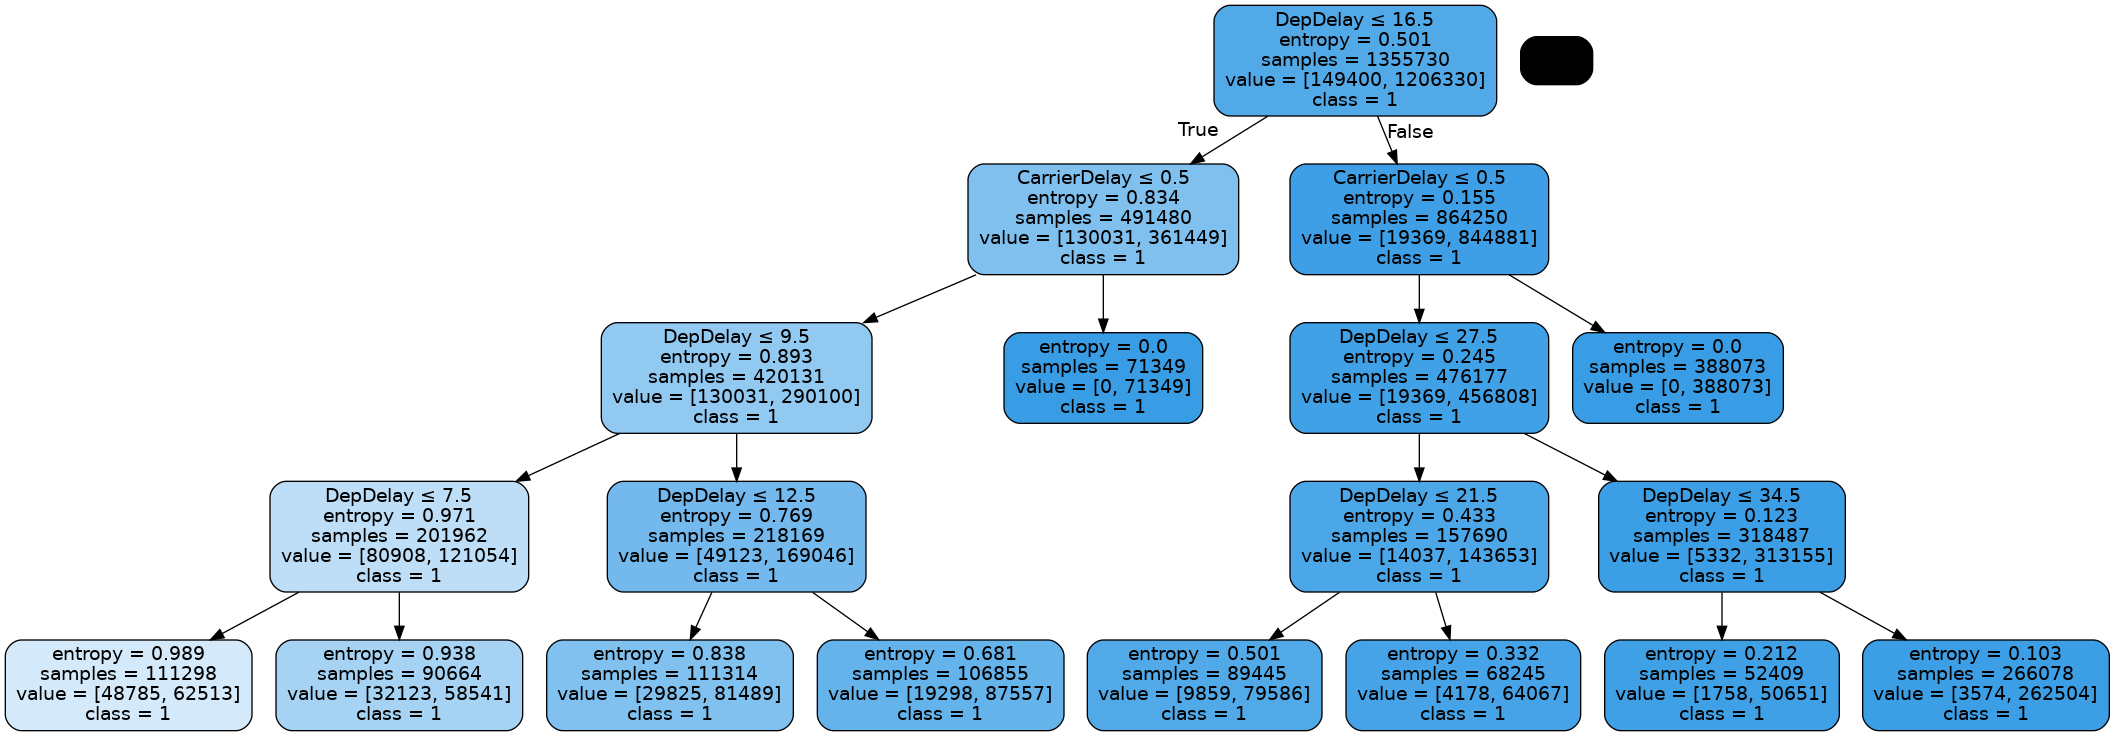 DepDelay ≤ 16.5
entropy = 0.501
samples = 1355730
value = [149400, 1206330]
class = 1
True
False
CarrierDelay ≤ 0.5
entropy = 0.834
samples = 491480
value = [130031, 361449]
class = 1
CarrierDelay ≤ 0.5
entropy = 0.155
samples = 864250
value = [19369, 844881]
class = 1
DepDelay ≤ 9.5
entropy = 0.893
samples = 420131
value = [130031, 290100]
class = 1
entropy = 0.0
samples = 71349
value = [0, 71349]
class = 1
DepDelay ≤ 27.5
entropy = 0.245
samples = 476177
value = [19369, 456808]
class = 1
entropy = 0.0
samples = 388073
value = [0, 388073]
class = 1
DepDelay ≤ 7.5
entropy = 0.971
samples = 201962
value = [80908, 121054]
class = 1
DepDelay ≤ 12.5
entropy = 0.769
samples = 218169
value = [49123, 169046]
class = 1
DepDelay ≤ 21.5
entropy = 0.433
samples = 157690
value = [14037, 143653]
class = 1
DepDelay ≤ 34.5
entropy = 0.123
samples = 318487
value = [5332, 313155]
class = 1
entropy = 0.989
samples = 111298
value = [48785, 62513]
class = 1
entropy = 0.938
samples = 90664
value = [32123, 58541]
class = 1
entropy = 0.838
samples = 111314
value = [29825, 81489]
class = 1
entropy = 0.681
samples = 106855
value = [19298, 87557]
class = 1
entropy = 0.501
samples = 89445
value = [9859, 79586]
class = 1
entropy = 0.332
samples = 68245
value = [4178, 64067]
class = 1
entropy = 0.212
samples = 52409
value = [1758, 50651]
class = 1
entropy = 0.103
samples = 266078
value = [3574, 262504]
class = 1